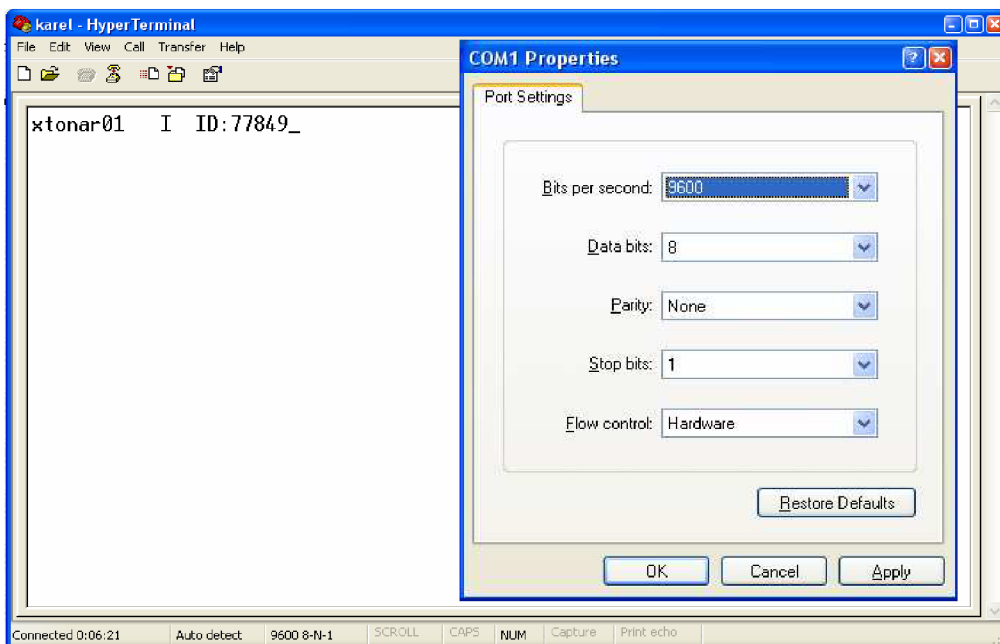 karel - HyperTerminal
File Edit View Call Transfer Help
xtonar01 I ID:77849_
COM1 Properties
Port Settings
Bits per second: 9600
Data bits: 8
Parity: None
Stop bits: 1
Flow control: Hardware
Restore Defaults
OK Cancel Apply
Connected 0:06:21 Auto detect 9600 8-N-1 SCROLL CAPS NUM Capture Print echo